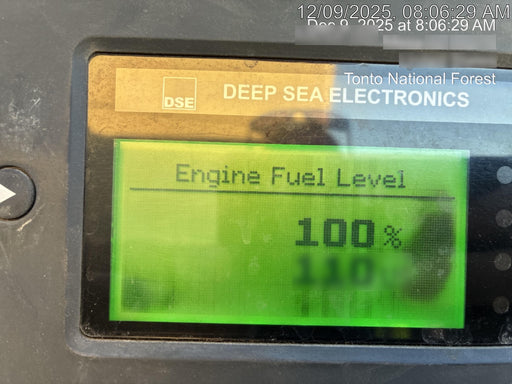 12/09/2025, 08:06:29 AM
Dec 9, 2025 at 8:06:29 AM
Tonto National Forest
DSE
DEEP SEA ELECTRONICS
Engine Fuel Level
100%